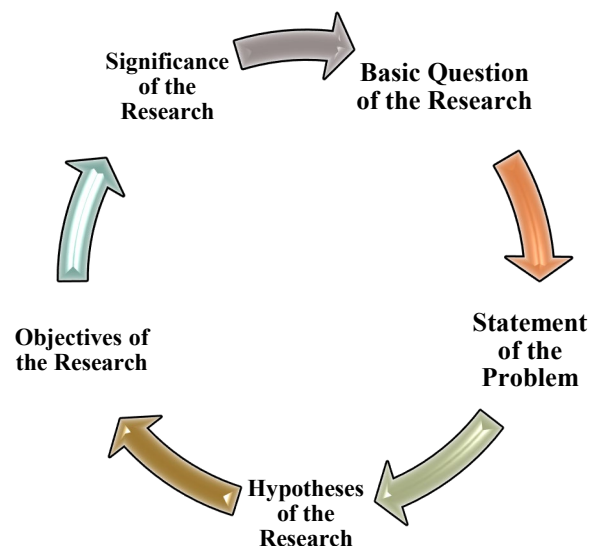 Significance
of the
Research
Basic Question
of the Research
Statement
of the
Problem
Hypotheses
of the
Research
Objectives of
the Research